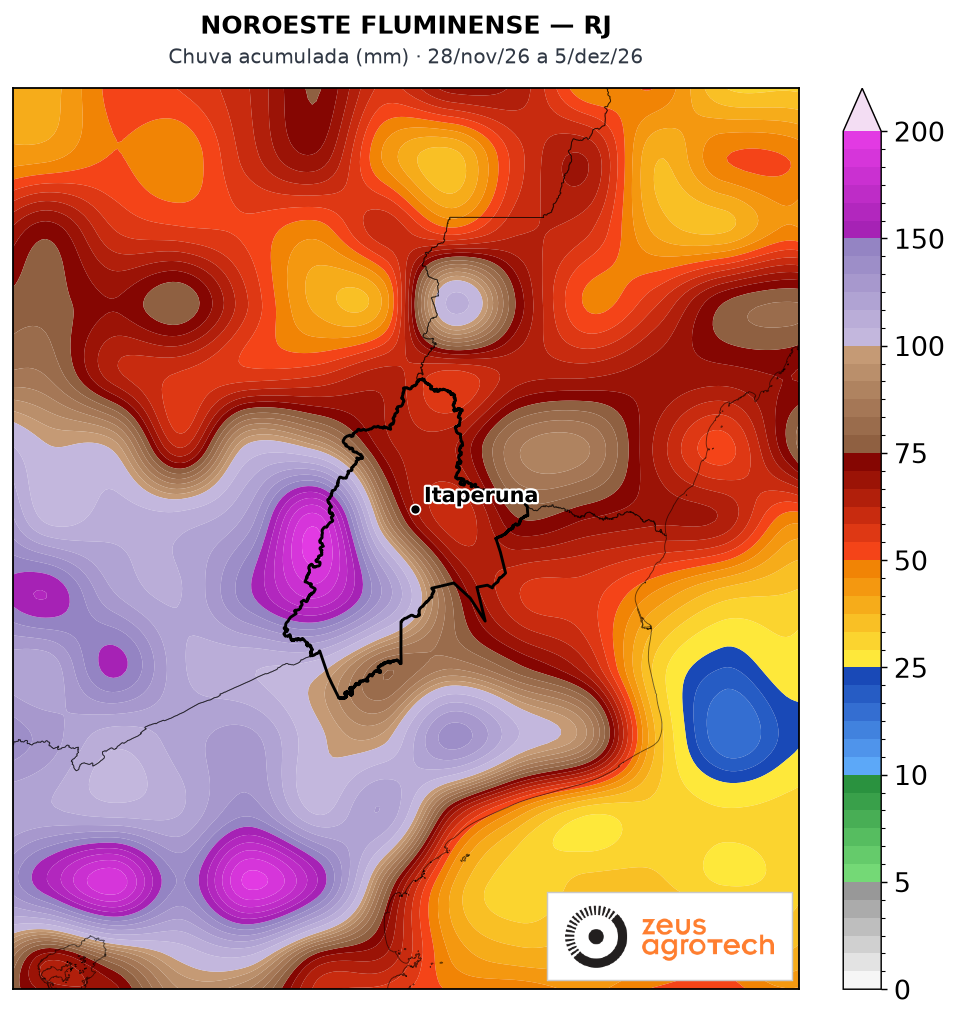 NOROESTE FLUMINENSE — RJ
Chuva acumulada (mm) · 28/nov/26 a 5/dez/26
200
150
100
75
50
25
10
5
0
Itaperuna
zeus
agrotech